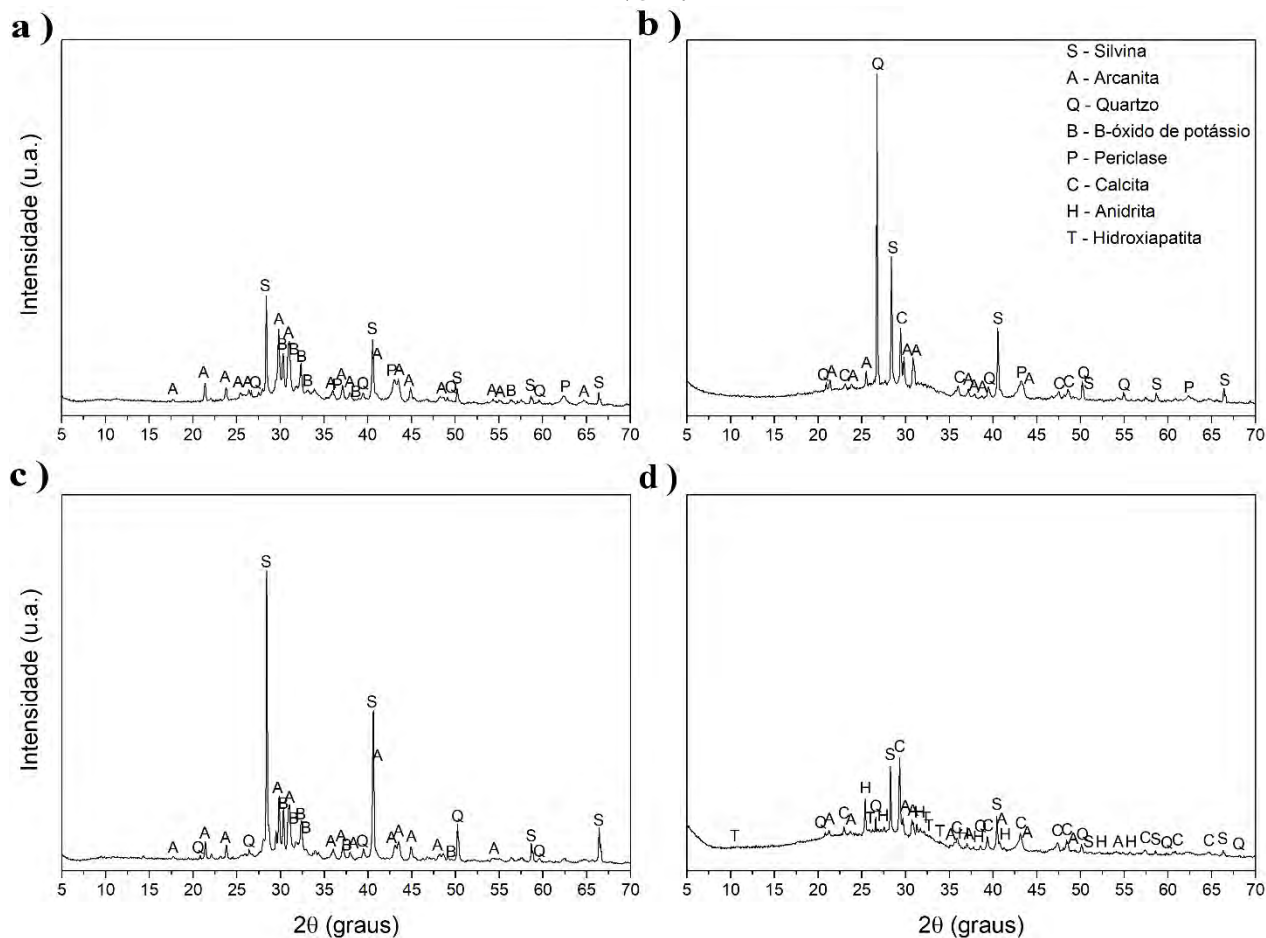 a )
Intensidade (u.a.)
A A A A A Q S A B A B B B A P A A B Q S A P A A A Q S A A B S Q P A S
5 10 15 20 25 30 35 40 45 50 55 60 65 70
b )
S - Silvina
A - Arcanita
Q - Quartzo
B - B-óxido de potássio
P - Periclase
C - Calcita
H - Anidrita
T - Hidroxiapatita
Q A C A A Q S C A A C A A A Q S P A C C Q S Q S P S
5 10 15 20 25 30 35 40 45 50 55 60 65 70
c )
Intensidade (u.a.)
A Q A A Q S A B A B B B A A B A Q S A A A A A B Q A S Q S
5 10 15 20 25 30 35 40 45 50 55 60 65 70
2θ (graus)
d )
T Q A C A H T Q H S C A A H T T A C H A H Q C S A H C A C C A Q S H A H C S Q C C S Q
5 10 15 20 25 30 35 40 45 50 55 60 65 70
2θ (graus)